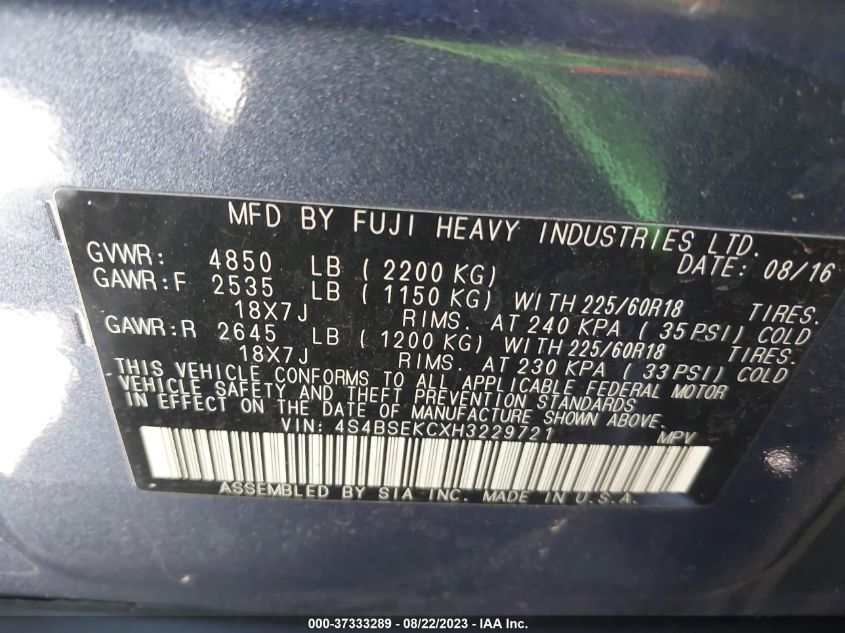 MFD BY FUJI HEAVY INDUSTRIES LTD.
GVWR: 4850 LB ( 2200 KG) DATE: 08/16
GAWR:F 2535 LB ( 1150 KG) WITH 225/60R18 TIRES.
18X7J RIMS. AT 240 KPA ( 35 PSI) COLD
GAWR:R 2645 LB ( 1200 KG) WITH 225/60R18 TIRES.
18X7J RIMS. AT 230 KPA ( 33 PSI) COLD
THIS VEHICLE CONFORMS TO ALL APPLICABLE FEDERAL MOTOR
VEHICLE SAFETY AND THEFT PREVENTION STANDARDS
IN EFFECT ON THE DATE OF MANUFACTURE SHOWN ABOVE.
VIN: 4S4BSEKCXH3229721 MPV
ASSEMBLED BY SIA INC. MADE IN U.S.A.
000-37333289 - 08/22/2023 - IAA Inc.